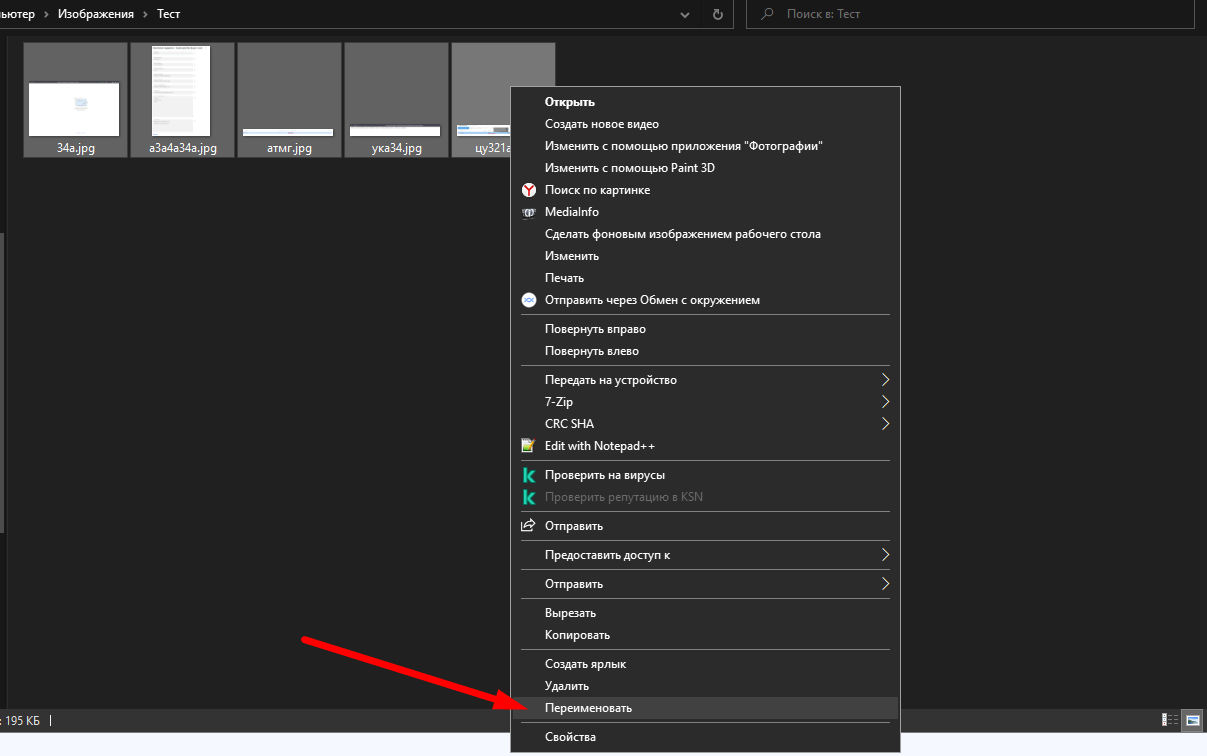 ьютер › Изображения › Тест
Поиск в: Тест
34a.jpg
а3а4а34а.jpg
атмг.jpg
ука34.jpg
цу321а
Открыть
Создать новое видео
Изменить с помощью приложения "Фотографии"
Изменить с помощью Paint 3D
Поиск по картинке
MediaInfo
Сделать фоновым изображением рабочего стола
Изменить
Печать
Отправить через Обмен с окружением
Повернуть вправо
Повернуть влево
Передать на устройство
7-Zip
CRC SHA
Edit with Notepad++
Проверить на вирусы
Проверить репутацию в KSN
Отправить
Предоставить доступ к
Отправить
Вырезать
Копировать
Создать ярлык
Удалить
Переименовать
Свойства
: 195 КБ